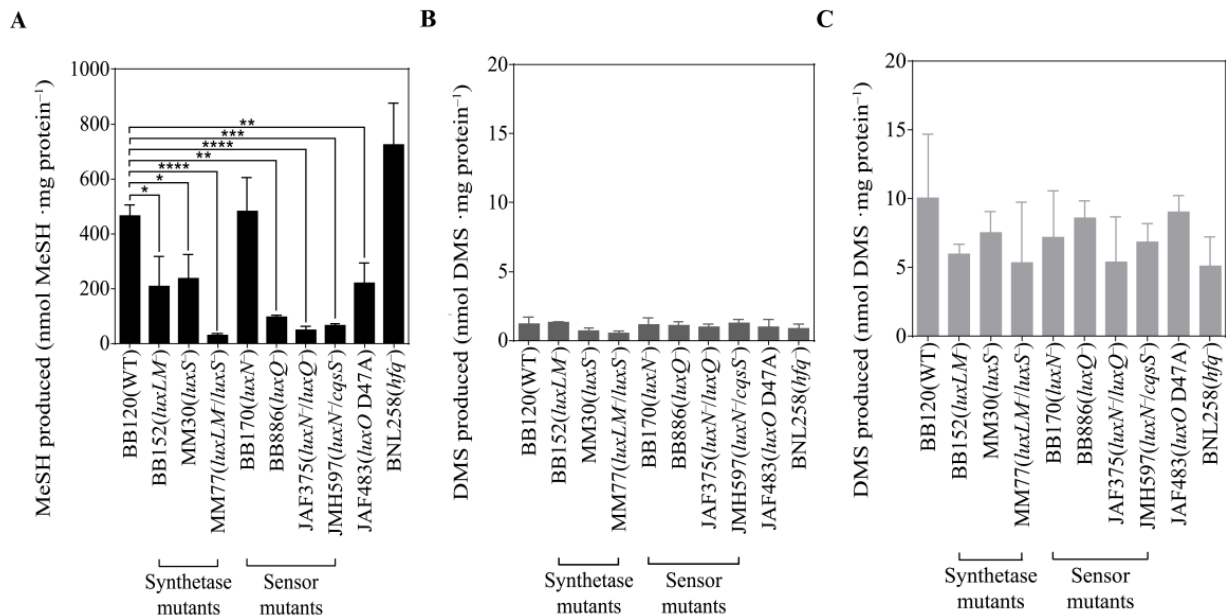 A
MeSH produced (nmol MeSH ·mg protein⁻¹)
1000
800
600
400
200
0
*
*
****
**
****
***
**
BB120(WT)
BB152(luxLM⁻)
MM30(luxS⁻)
MM77(luxLM⁻/luxS⁻)
BB170(luxN⁻)
BB886(luxQ⁻)
JAF375(luxN⁻/luxQ⁻)
JMH597(luxN⁻/cqsS⁻)
JAF483(luxO D47A)
BNL258(hfq⁻)
Synthetase
mutants
Sensor
mutants
B
DMS produced (nmol DMS ·mg protein⁻¹)
20
15
10
5
0
BB120(WT)
BB152(luxLM⁻)
MM30(luxS⁻)
MM77(luxLM⁻/luxS⁻)
BB170(luxN⁻)
BB886(luxQ⁻)
JAF375(luxN⁻/luxQ⁻)
JMH597(luxN⁻/cqsS⁻)
JAF483(luxO D47A)
BNL258(hfq⁻)
Synthetase
mutants
Sensor
mutants
C
DMS produced (nmol DMS ·mg protein⁻¹)
20
15
10
5
0
BB120(WT)
BB152(luxLM⁻)
MM30(luxS⁻)
MM77(luxLM⁻/luxS⁻)
BB170(luxN⁻)
BB886(luxQ⁻)
JAF375(luxN⁻/luxQ⁻)
JMH597(luxN⁻/cqsS⁻)
JAF483(luxO D47A)
BNL258(hfq⁻)
Synthetase
mutants
Sensor
mutants